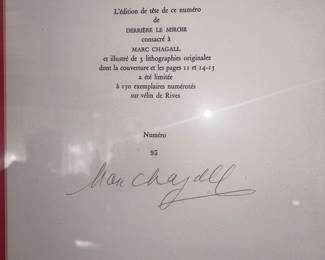 L'édition de tête de ce numéro
de
DERRIÈRE LE MIROIR
consacré à
MARC CHAGALL
et illustré de 3 lithographies originales
dont la couverture et les pages 11 et 14-15
a été limitée
à 150 exemplaires numérotés
sur vélin de Rives
Numéro
95
Marc Chagall